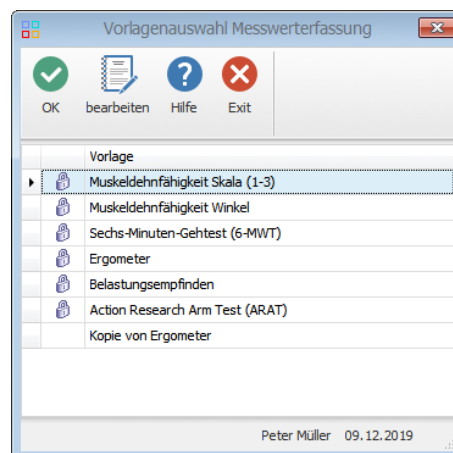 Vorlagenauswahl Messwerterfassung
OK bearbeiten Hilfe Exit
Vorlage
Muskeldehnfähigkeit Skala (1-3)
Muskeldehnfähigkeit Winkel
Sechs-Minuten-Gehtest (6-MWT)
Ergometer
Belastungsempfinden
Action Research Arm Test (ARAT)
Kopie von Ergometer
Peter Müller 09.12.2019